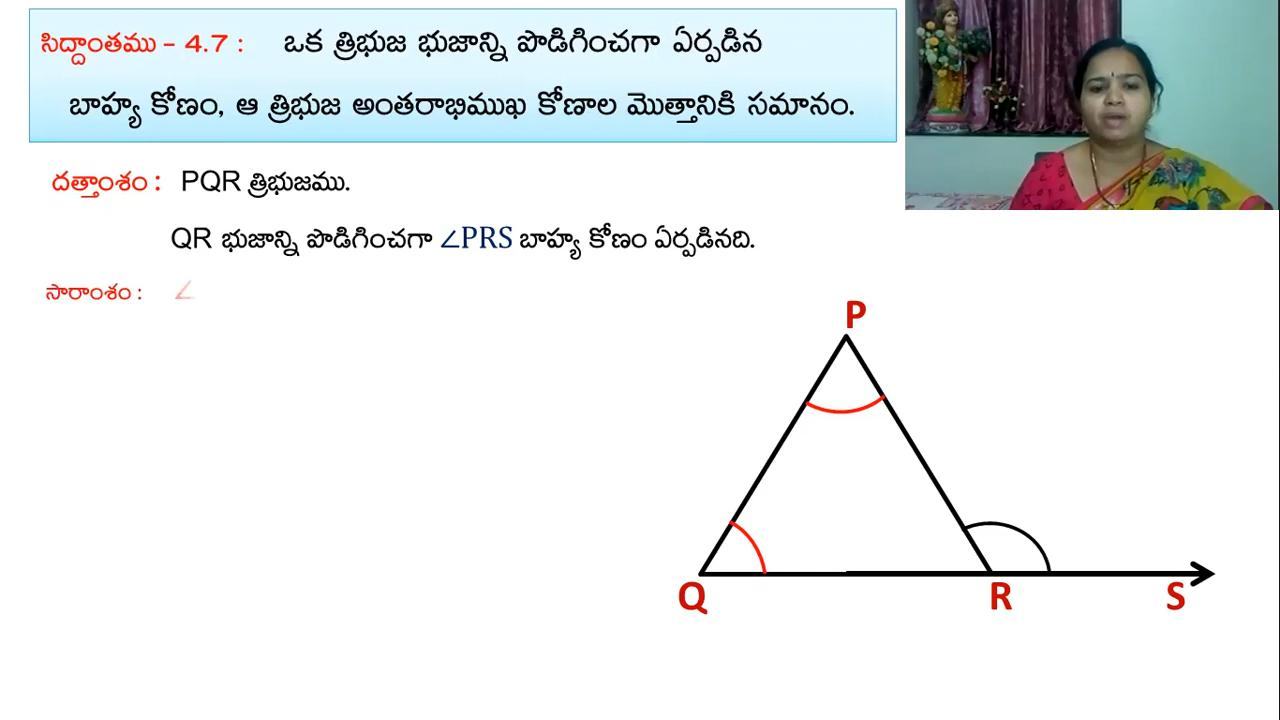 సిద్దాంతము – 4.7 : ఒక త్రిభుజ భుజాన్ని పొడిగించగా ఏర్పడిన
బాహ్య కోణం, ఆ త్రిభుజ అంతరాభిముఖ కోణాల మొత్తానికి సమానం.
దత్తాంశం : PQR త్రిభుజము.
QR భుజాన్ని పొడిగించగా ∠PRS బాహ్య కోణం ఏర్పడినది.
సారాంశం : ∠
P
Q R S